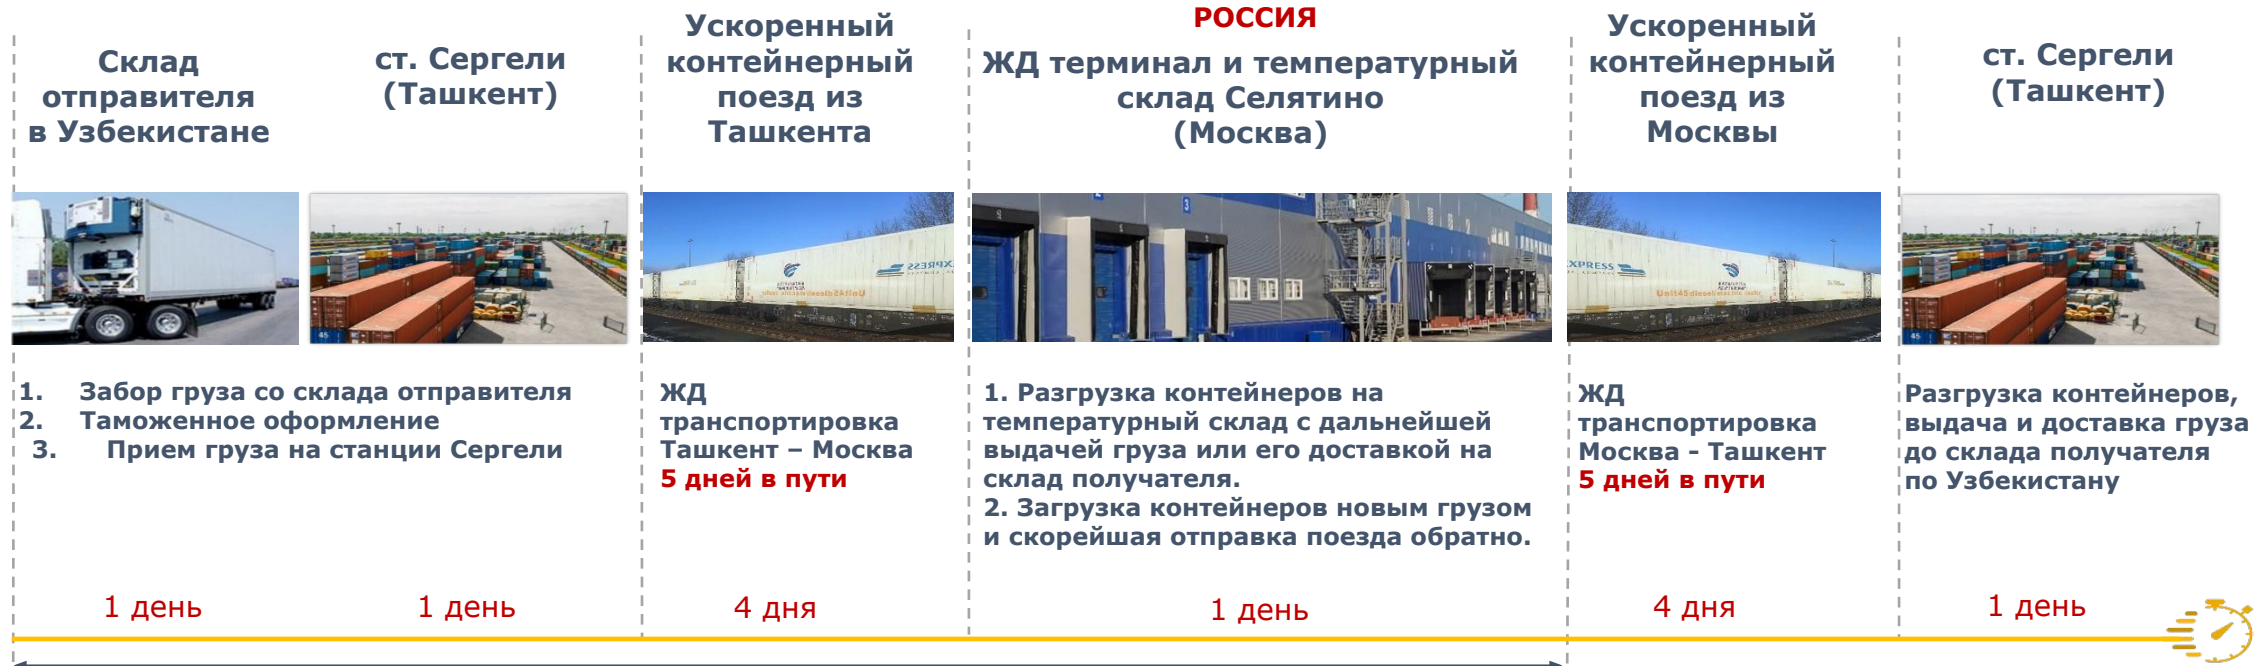 Склад
отправителя
в Узбекистане
ст. Сергели
(Ташкент)
Ускоренный
контейнерный
поезд из
Ташкента
РОССИЯ
ЖД терминал и температурный
склад Селятино
(Москва)
Ускоренный
контейнерный
поезд из
Москвы
ст. Сергели
(Ташкент)
1. Забор груза со склада отправителя
2. Таможенное оформление
3. Прием груза на станции Сергели
ЖД
транспортировка
Ташкент – Москва
5 дней в пути
1. Разгрузка контейнеров на
температурный склад с дальнейшей
выдачей груза или его доставкой на
склад получателя.
2. Загрузка контейнеров новым грузом
и скорейшая отправка поезда обратно.
ЖД
транспортировка
Москва - Ташкент
5 дней в пути
Разгрузка контейнеров,
выдача и доставка груза
до склада получателя
по Узбекистану
1 день
1 день
4 дня
1 день
4 дня
1 день